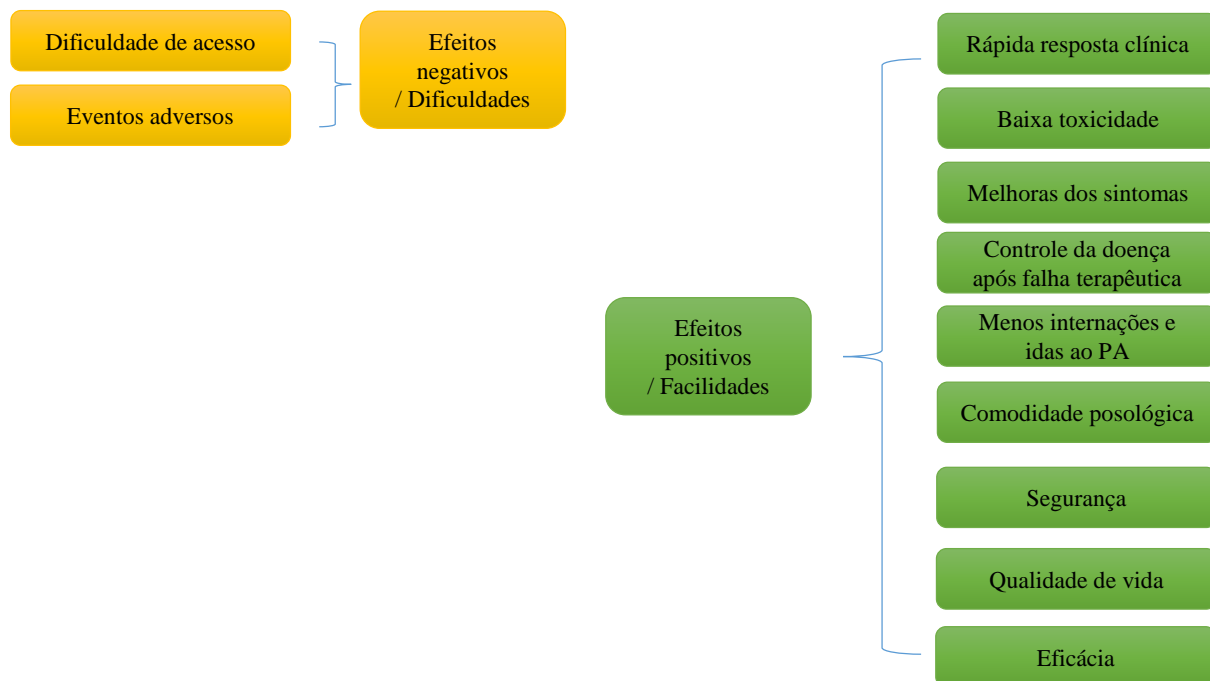 Dificuldade de acesso
Eventos adversos
Efeitos
negativos
/ Dificuldades
Efeitos
positivos
/ Facilidades
Rápida resposta clínica
Baixa toxicidade
Melhoras dos sintomas
Controle da doença
após falha terapêutica
Menos internações e
idas ao PA
Comodidade posológica
Segurança
Qualidade de vida
Eficácia